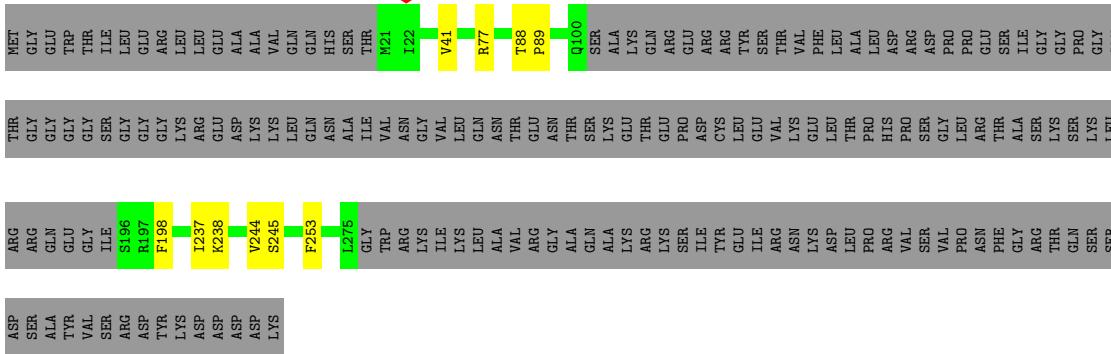 MET GLY GLU TRP THR ILE LEU GLU ARG LEU LEU GLU ALA ALA VAL GLN GLN HIS SER THR M21 I22 V41 R77 T88 P89 Q100 SER ALA LYS GLN ARG GLU ARG ARG TYR SER THR VAL PHE LEU ALA LEU ASP ARG ASP PRO PRO GLU SER ILE GLY GLY PRO GLY
THR GLY GLY GLY GLY SER GLY GLY GLY LYS ARG GLU ASP LYS LYS LEU GLN ASN ALA ILE VAL ASN GLY VAL LEU GLN ASN THR GLU ASN THR SER LYS GLU THR GLU PRO ASP CYS LEU GLU VAL LYS GLU LEU THR PRO HIS PRO SER GLY LEU ARG THR ALA SER LYS SER LYS LEU
ARG ARG GLN GLU GLY ILE S196 R197 F198 I237 K238 V244 S245 F253 L275 GLY TRP ARG LYS ILE LYS LEU ALA VAL ARG GLY ALA GLN ALA LYS ARG LYS SER ILE TYR GLU ILE ARG ASN LYS ASP LEU PRO ARG VAL SER VAL PRO ASN PHE GLY ARG THR GLN SER SER
ASP SER ALA TYR VAL SER ARG ASP TYR LYS ASP ASP ASP ASP LYS